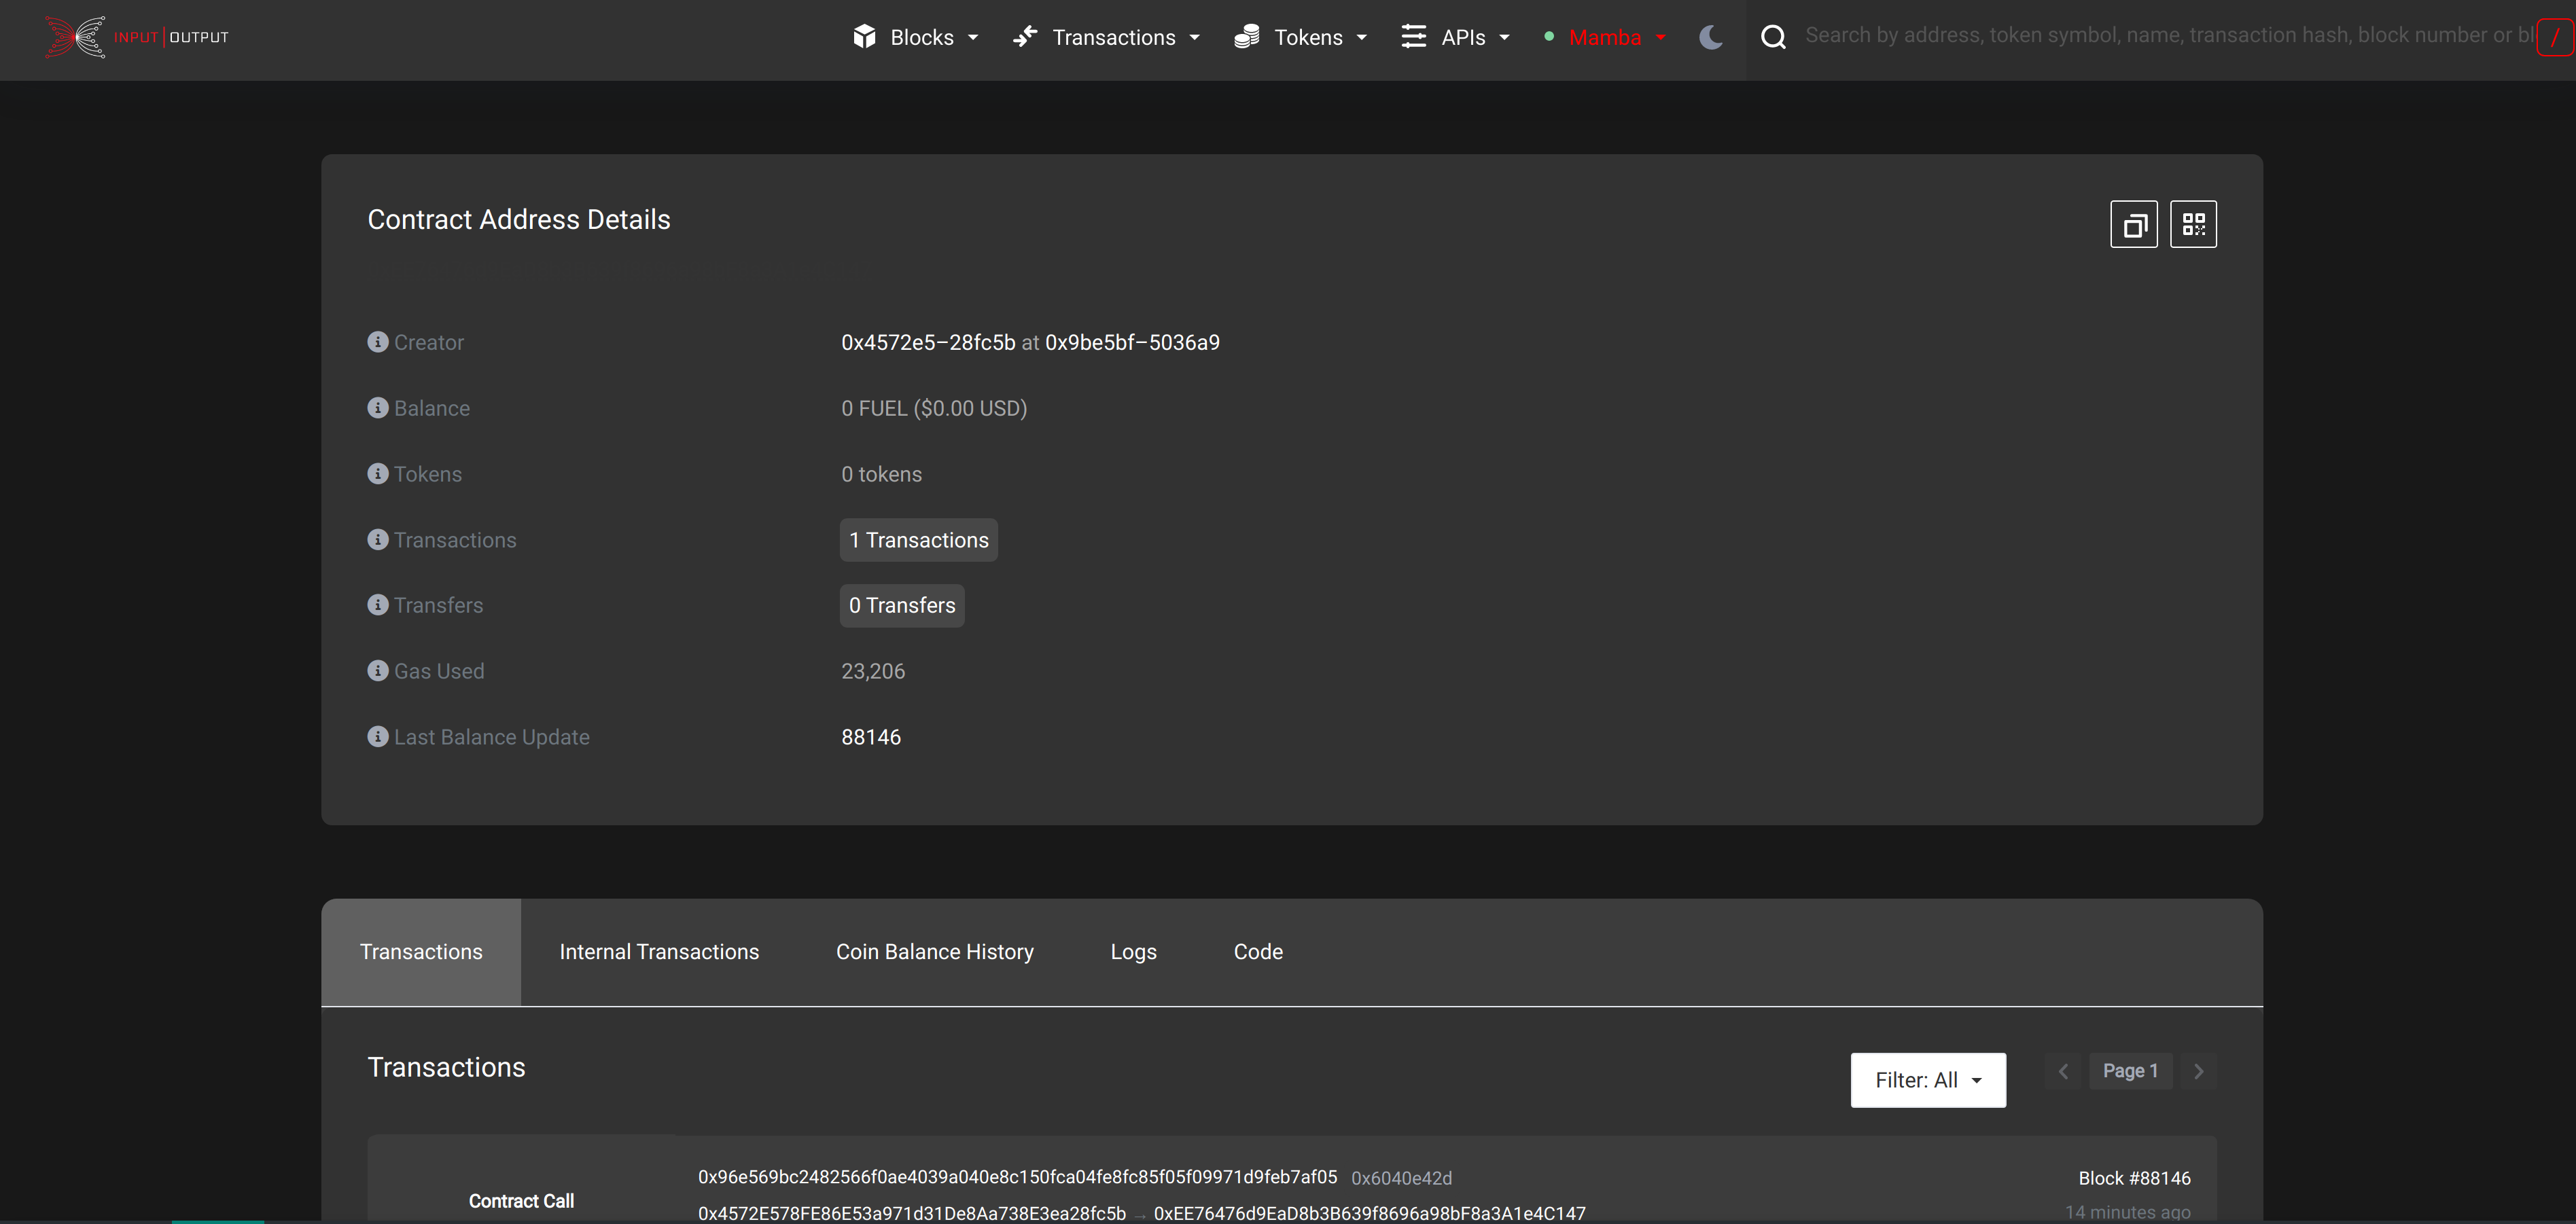 INPUT | OUTPUT
Blocks
Transactions
Tokens
APIs
Mamba
Search by address, token symbol, name, transaction hash, block number or bl
/
Contract Address Details
Creator
0x4572e5–28fc5b at 0x9be5bf–5036a9
Balance
0 FUEL ($0.00 USD)
Tokens
0 tokens
Transactions
1 Transactions
Transfers
0 Transfers
Gas Used
23,206
Last Balance Update
88146
Transactions
Internal Transactions
Coin Balance History
Logs
Code
Transactions
Filter: All
Page 1
Contract Call
0x96e569bc2482566f0ae4039a040e8c150fca04fe8fc85f05f09971d9feb7af05 0x6040e42d
0x4572E578FE86E53a971d31De8Aa738E3ea28fc5b → 0xEE76476d9EaD8b3B639f8696a98bF8a3A1e4C147
Block #88146
14 minutes ago